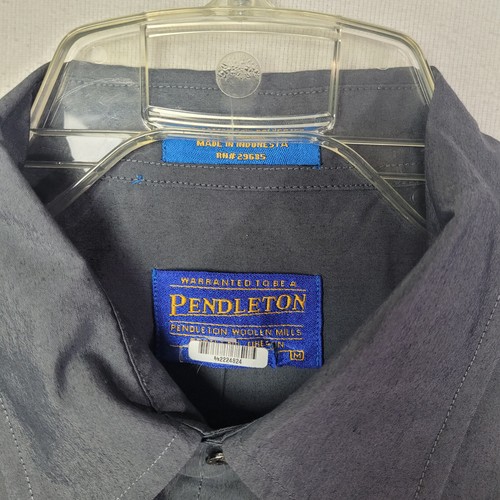 MADE IN INDONESIA
RN# 29685
WARRANTED TO BE A
PENDLETON
PENDLETON WOOLEN MILLS
M